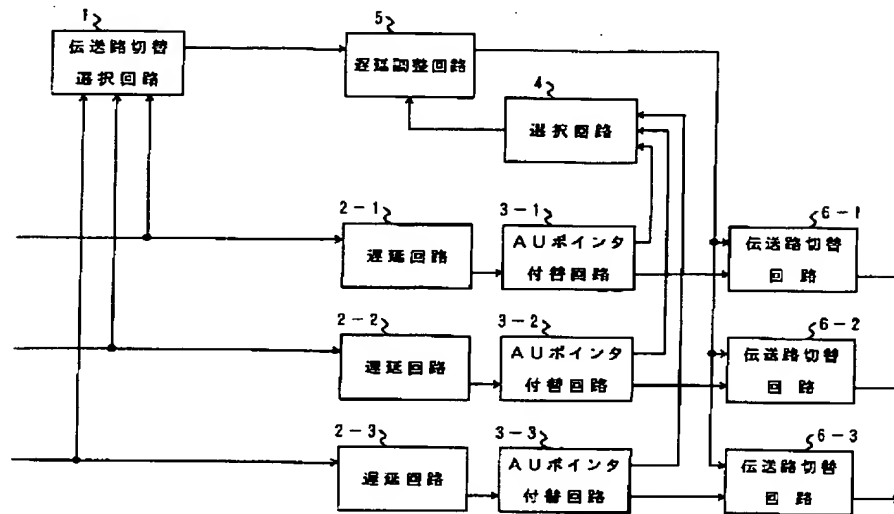 1
伝送路切替
選択回路
5
遅延調整回路
4
選択回路
2-1
遅延回路
3-1
AUポインタ
付替回路
6-1
伝送路切替
回路
2-2
遅延回路
3-2
AUポインタ
付替回路
6-2
伝送路切替
回路
2-3
遅延回路
3-3
AUポインタ
付替回路
6-3
伝送路切替
回路